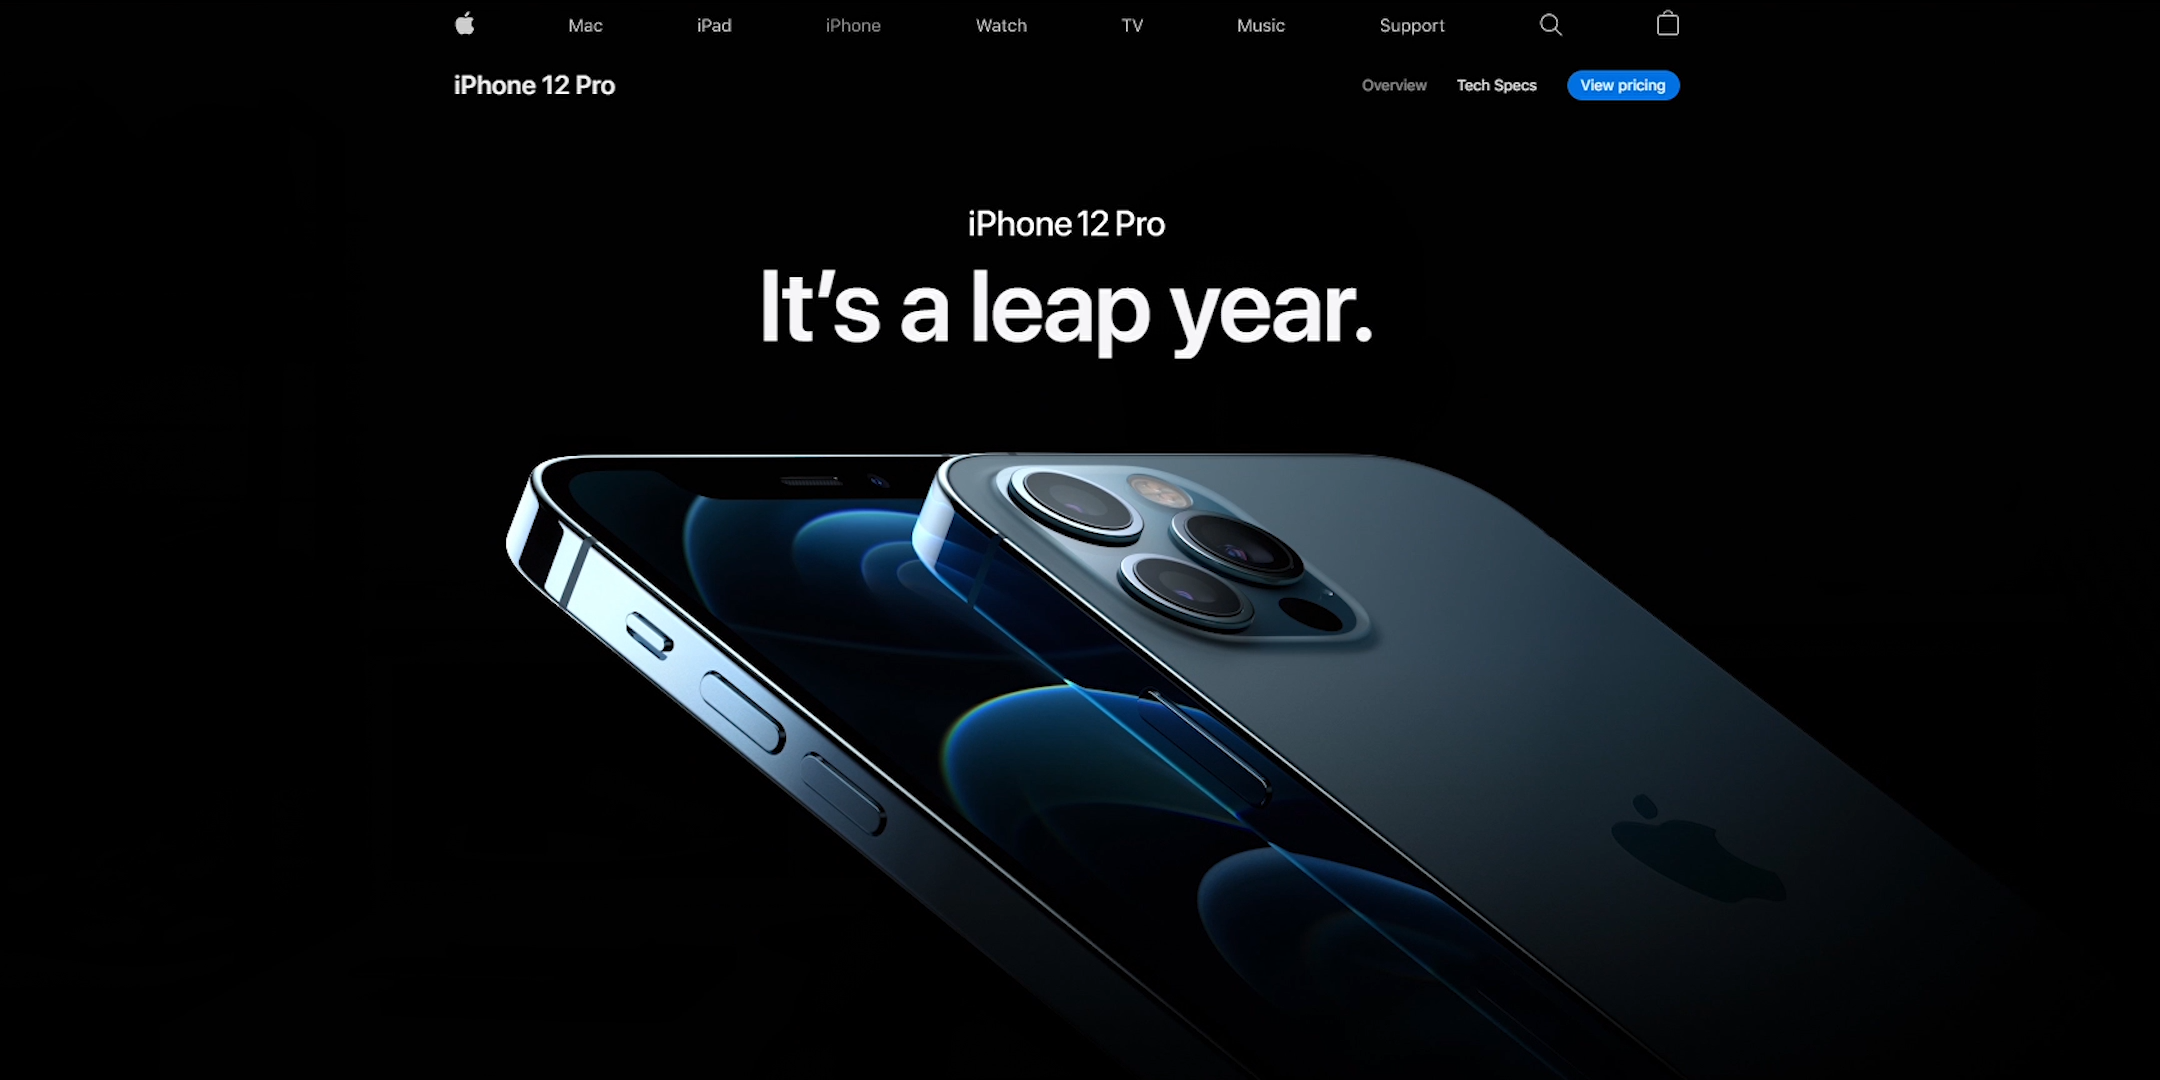 Mac iPad iPhone Watch TV Music Support
iPhone 12 Pro Overview Tech Specs View pricing
iPhone 12 Pro
It’s a leap year.